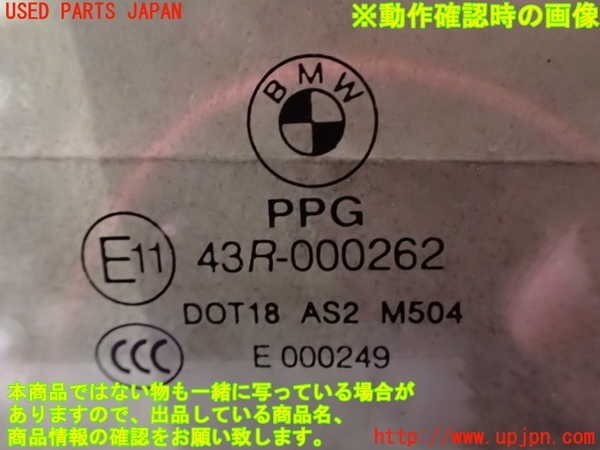 USED PARTS JAPAN
※動作確認時の画像
BMW
PPG
E11 43R-000262
DOT18 AS2 M504
CCC E 000249
本商品ではない物も一緒に写っている場合が
ありますので、出品している商品名、
商品情報の確認をお願い致します。
http://www.upjpn.com